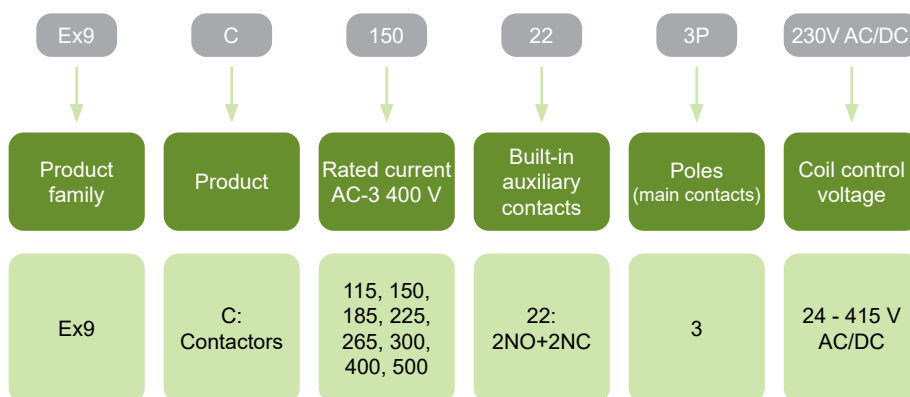 Ex9 C 150 22 3P 230V AC/DC
Product
family
Product
Rated current
AC-3 400 V
Built-in
auxiliary
contacts
Poles
(main contacts)
Coil control
voltage
Ex9
C:
Contactors
115, 150,
185, 225,
265, 300,
400, 500
22:
2NO+2NC
3
24 - 415 V
AC/DC